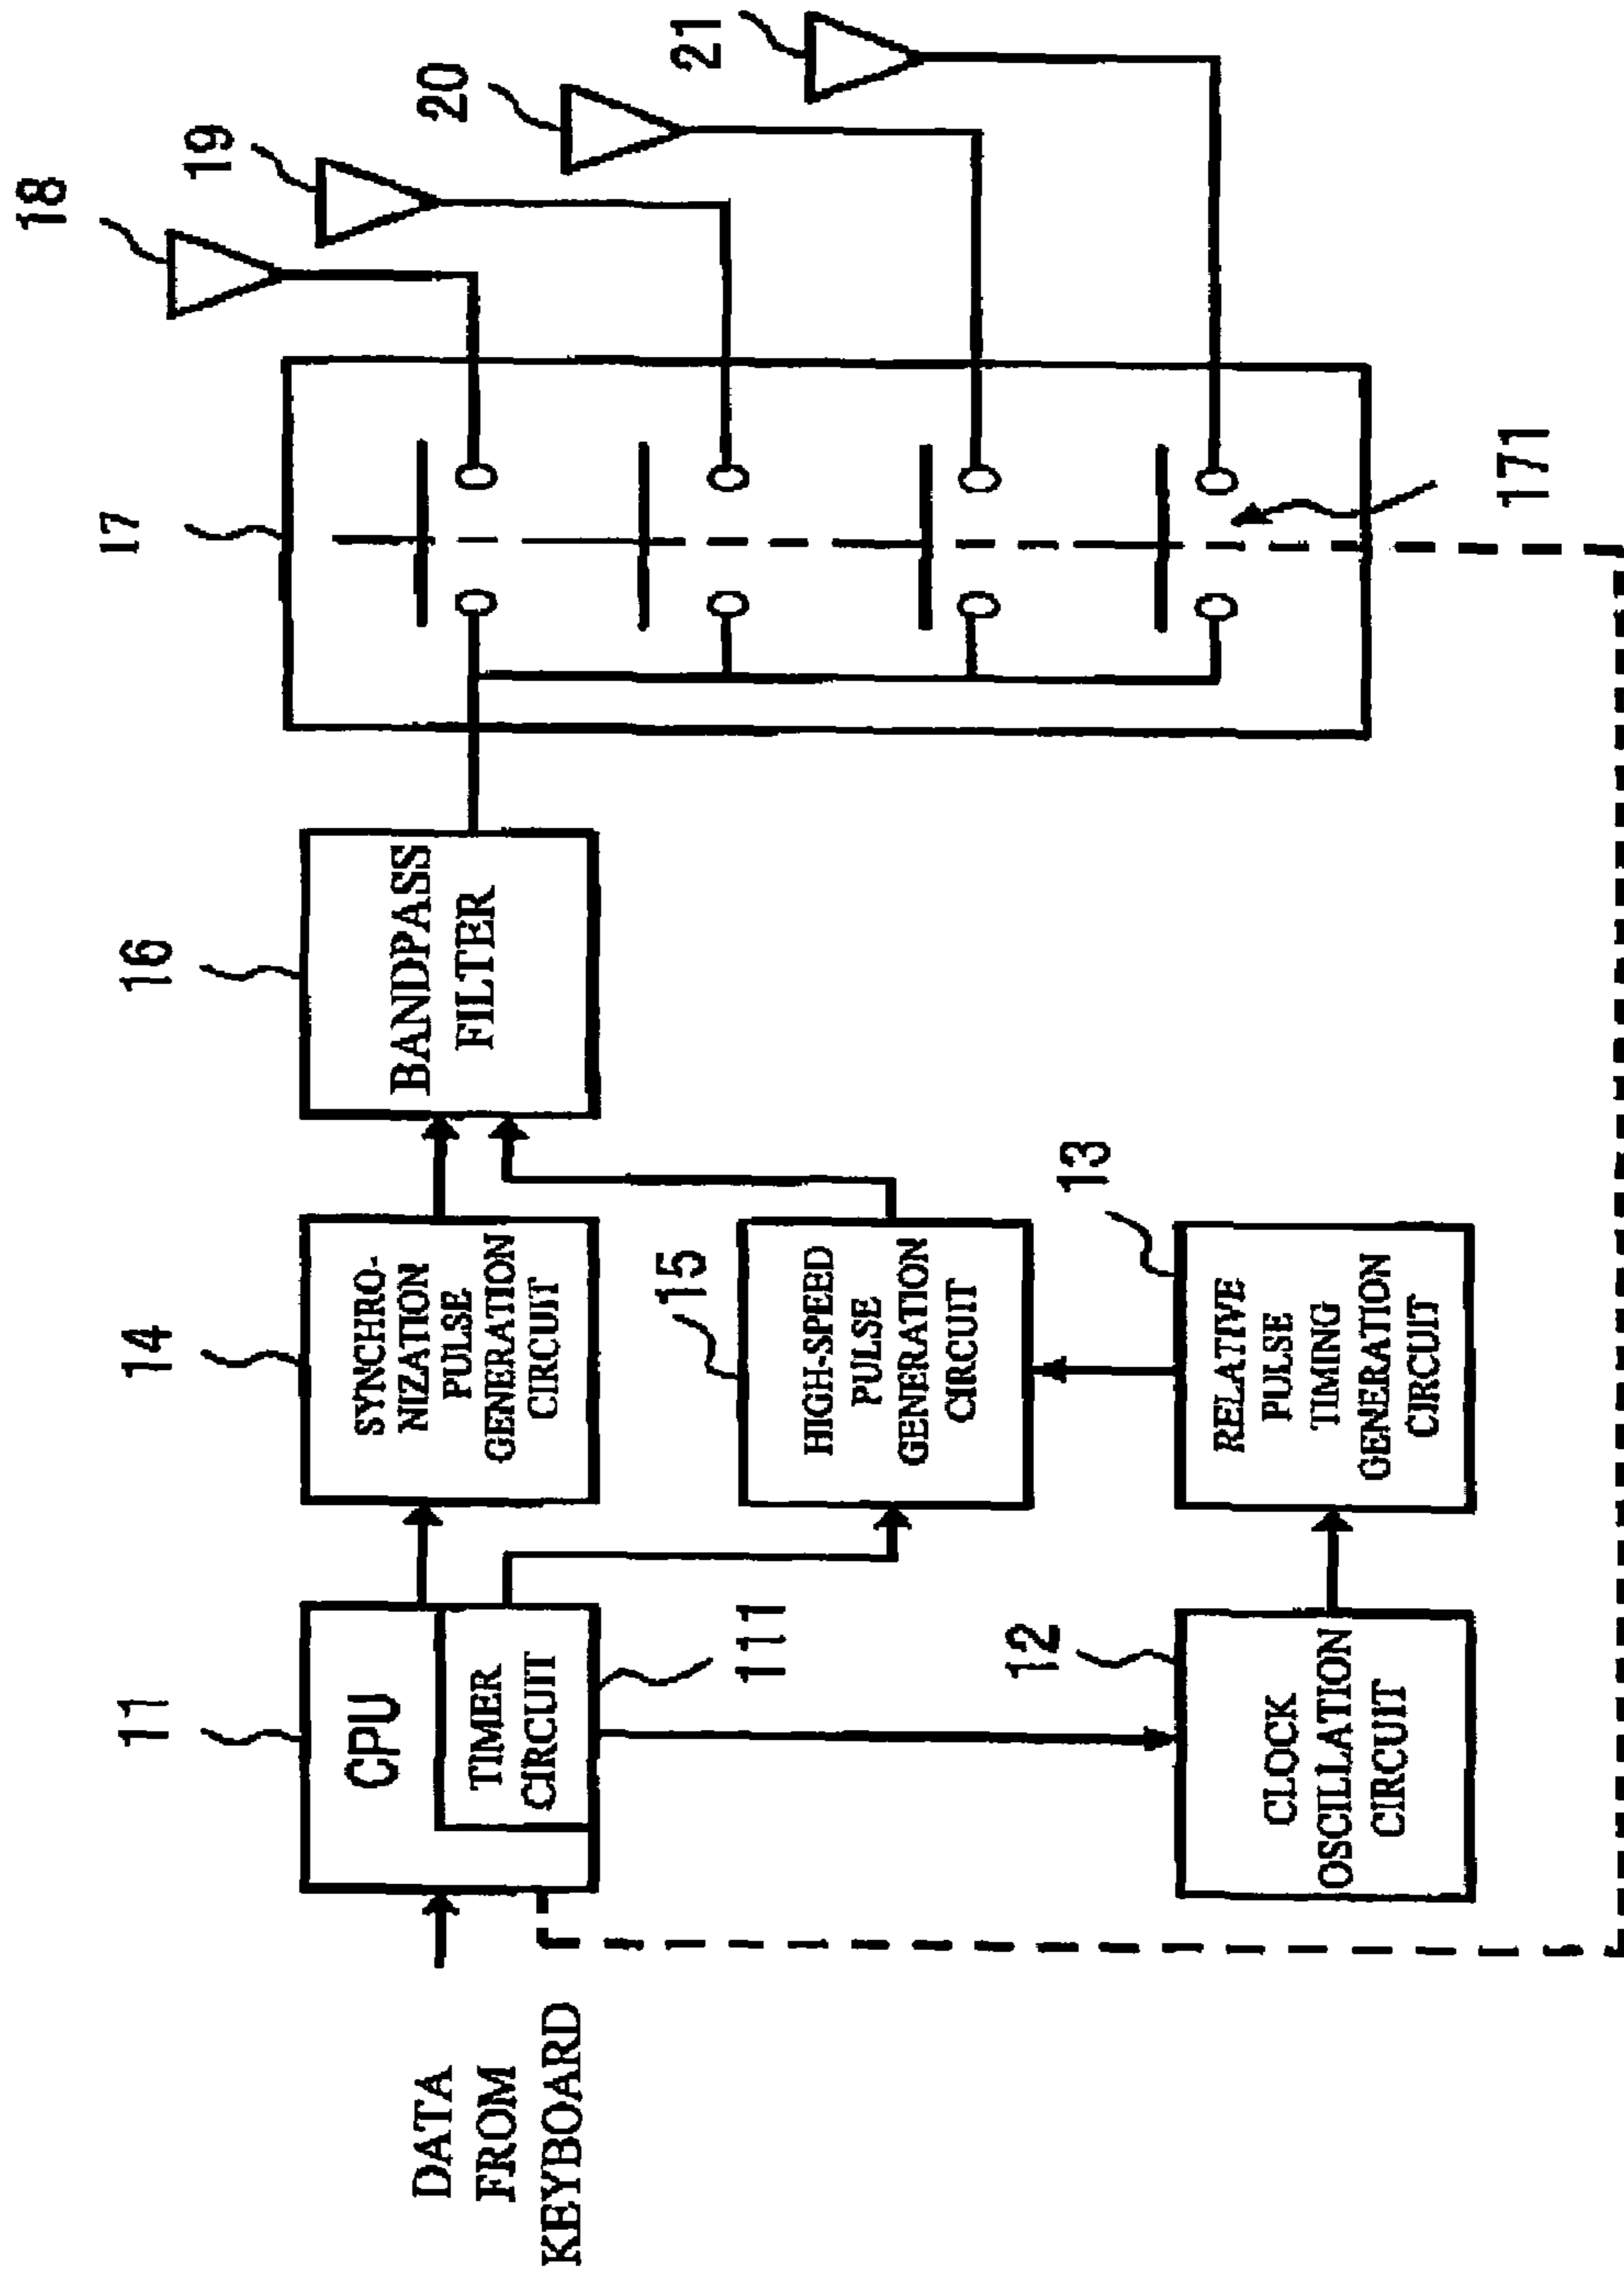 18
19
20
21
17
171
16
BANDPASS
FILTER
14
SYNCHRO-
NIZATION
PULSE
GENERATION
CIRCUIT
15
HIGH-SPEED
PULSE
GENERATION
CIRCUIT
13
RELATIVE
PULSE
TIMING
GENERATION
CIRCUIT
11
CPU
TIMER
CIRCUIT
111
12
CLOCK
OSCILLATION
CIRCUIT
DATA
FROM
KEYBOARD